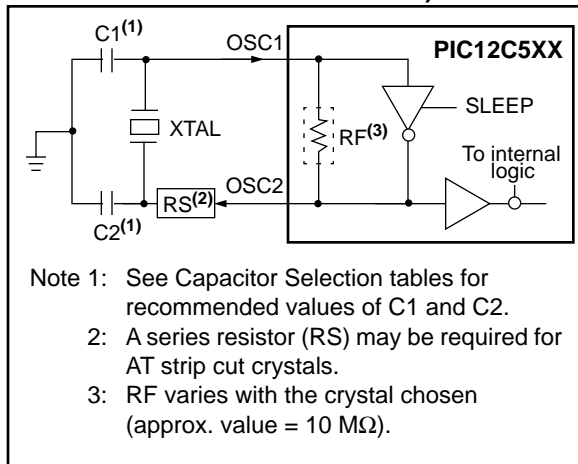 C1(1)
OSC1
PIC12C5XX
SLEEP
XTAL
RF(3)
To internal
logic
OSC2
RS(2)
C2(1)
Note 1: See Capacitor Selection tables for
recommended values of C1 and C2.
2: A series resistor (RS) may be required for
AT strip cut crystals.
3: RF varies with the crystal chosen
(approx. value = 10 MΩ).